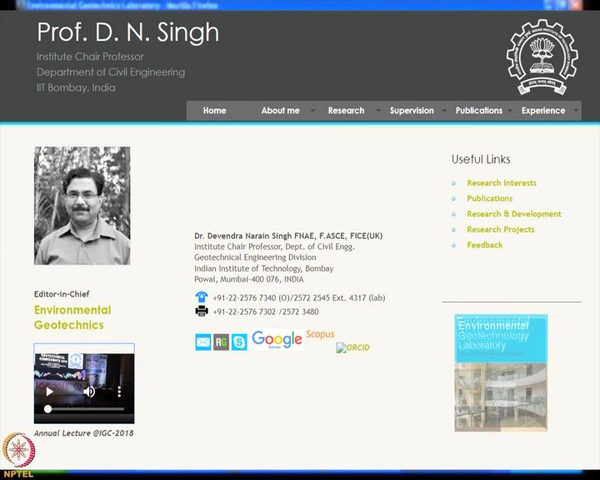 Environmental Geotechnics Laboratory - Mozilla Firefox
Prof. D. N. Singh
Institute Chair Professor
Department of Civil Engineering
IIT Bombay, India
Home About me Research Supervision Publications Experience
Useful Links
Research Interests
Publications
Research & Development
Research Projects
Feedback
Dr. Devendra Narain Singh FNAE, F.ASCE, FICE(UK)
Institute Chair Professor, Dept. of Civil Engg.
Geotechnical Engineering Division
Indian Institute of Technology, Bombay
Powai, Mumbai-400 076, INDIA
+91-22-2576 7340 (O)/2572 2545 Ext. 4317 (lab)
+91-22-2576 7302 /2572 3480
RG
Google
Scopus
ORCID
Editor-in-Chief
Environmental
Geotechnics
Annual Lecture @IGC-2018
Environmental
Geotechnology
Laboratory
NPTEL